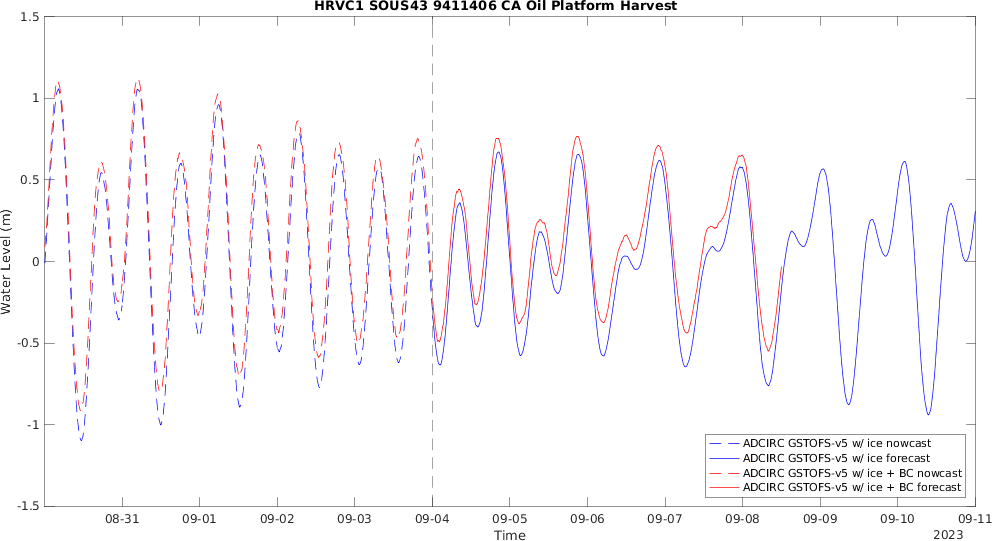 HRVC1 SOUS43 9411406 CA Oil Platform Harvest
1.5
1
0.5
0
-0.5
-1
-1.5
Water Level (m)
08-31 09-01 09-02 09-03 09-04 09-05 09-06 09-07 09-08 09-09 09-10 09-11
Time
2023
ADCIRC GSTOFS-v5 w/ ice nowcast
ADCIRC GSTOFS-v5 w/ ice forecast
ADCIRC GSTOFS-v5 w/ ice + BC nowcast
ADCIRC GSTOFS-v5 w/ ice + BC forecast